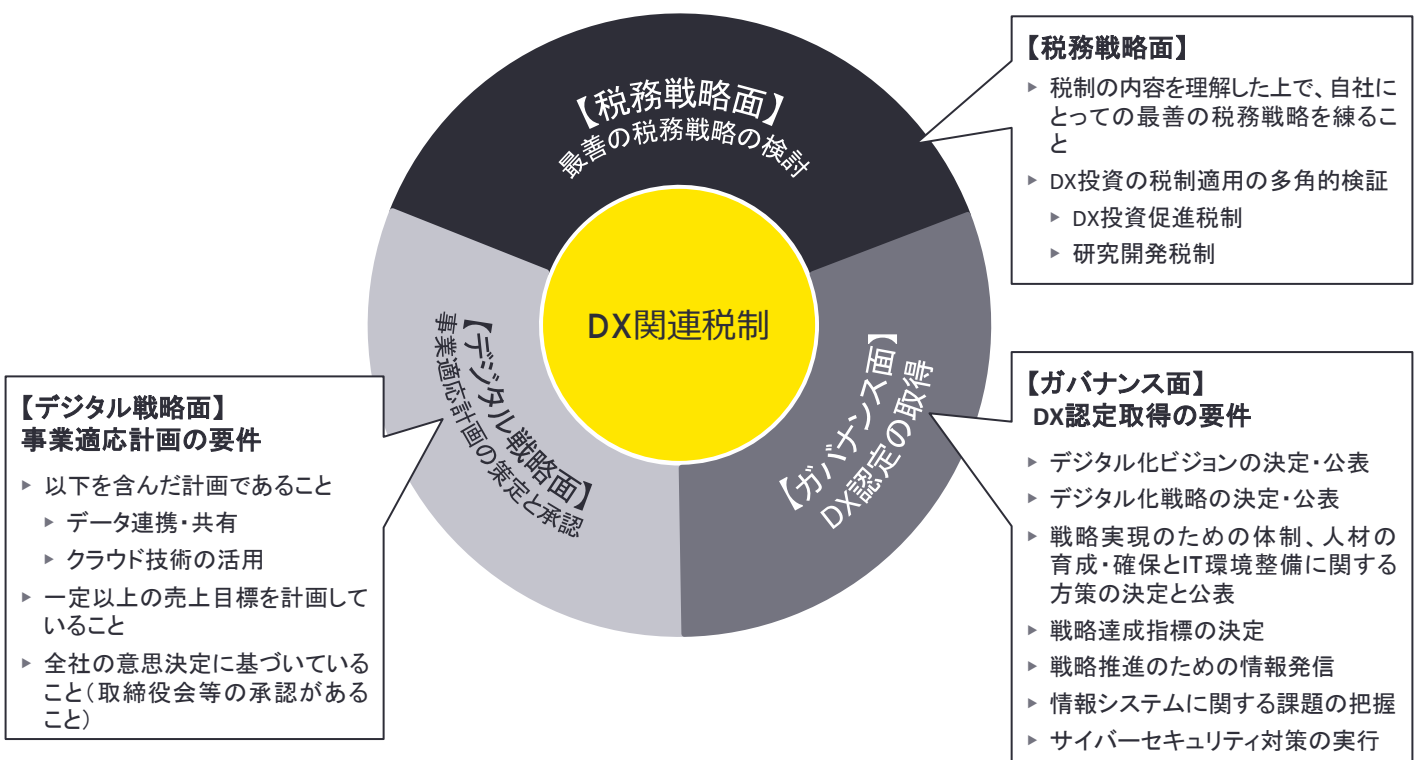 【税務戦略面】
最善の税務戦略の検討
DX関連税制
【デジタル戦略面】
事業適応計画の策定と承認
【ガバナンス面】
DX認定の取得
【税務戦略面】
▶ 税制の内容を理解した上で、自社に
とっての最善の税務戦略を練るこ
と
▶ DX投資の税制適用の多角的検証
▶ DX投資促進税制
▶ 研究開発税制
【デジタル戦略面】
事業適応計画の要件
▶ 以下を含んだ計画であること
▶ データ連携・共有
▶ クラウド技術の活用
▶ 一定以上の売上目標を計画して
いること
▶ 全社の意思決定に基づいている
こと（取締役会等の承認がある
こと）
【ガバナンス面】
DX認定取得の要件
▶ デジタル化ビジョンの決定・公表
▶ デジタル化戦略の決定・公表
▶ 戦略実現のための体制、人材の
育成・確保とIT環境整備に関する
方策の決定と公表
▶ 戦略達成指標の決定
▶ 戦略推進のための情報発信
▶ 情報システムに関する課題の把握
▶ サイバーセキュリティ対策の実行